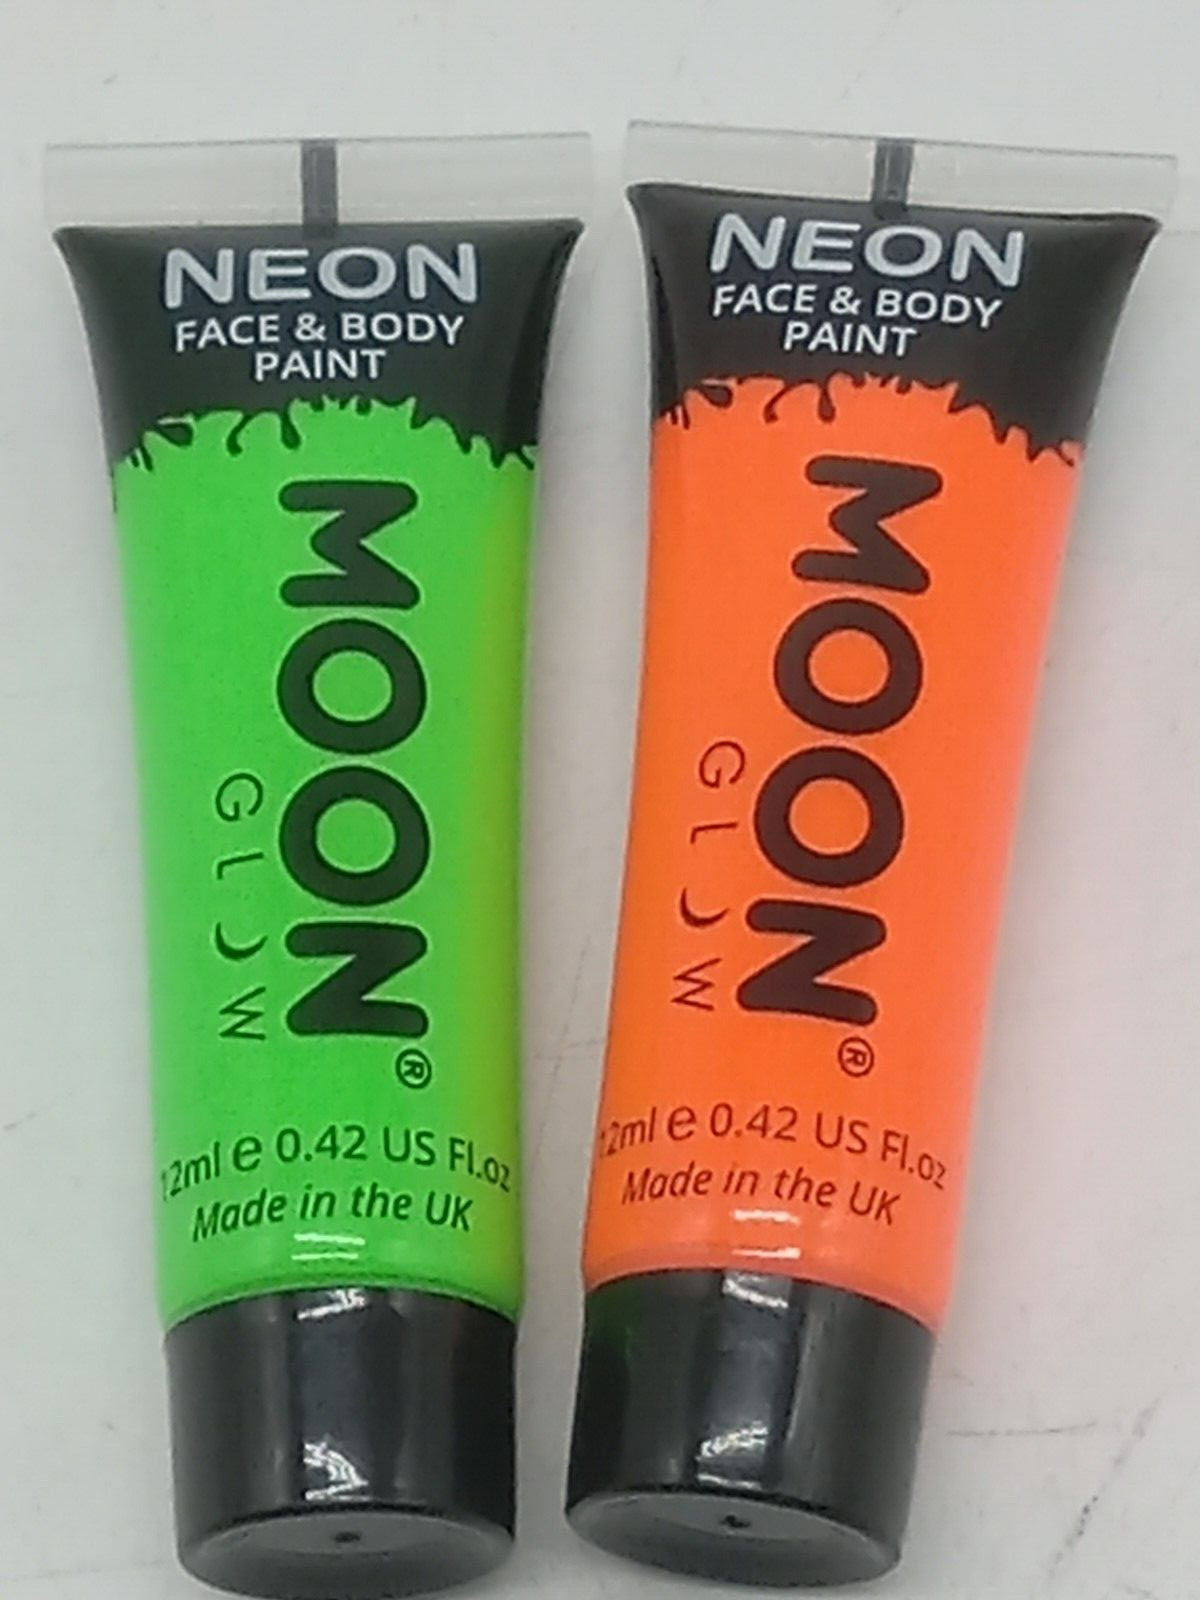 NEON
FACE & BODY
PAINT
MOON®
GLOW
12ml e 0.42 US Fl.oz
Made in the UK
NEON
FACE & BODY
PAINT
MOON®
GLOW
12ml e 0.42 US Fl.oz
Made in the UK